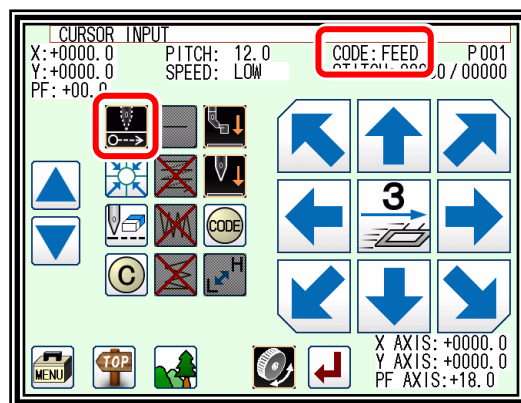 CURSOR INPUT
X:+0000.0 PITCH: 12.0 CODE:FEED P001
Y:+0000.0 SPEED: LOW 0/00000
PF:+00.0
3
CODE
C
H
L
MENU
TOP
X AXIS:+0000.0
Y AXIS:+0000.0
PF AXIS:+18.0